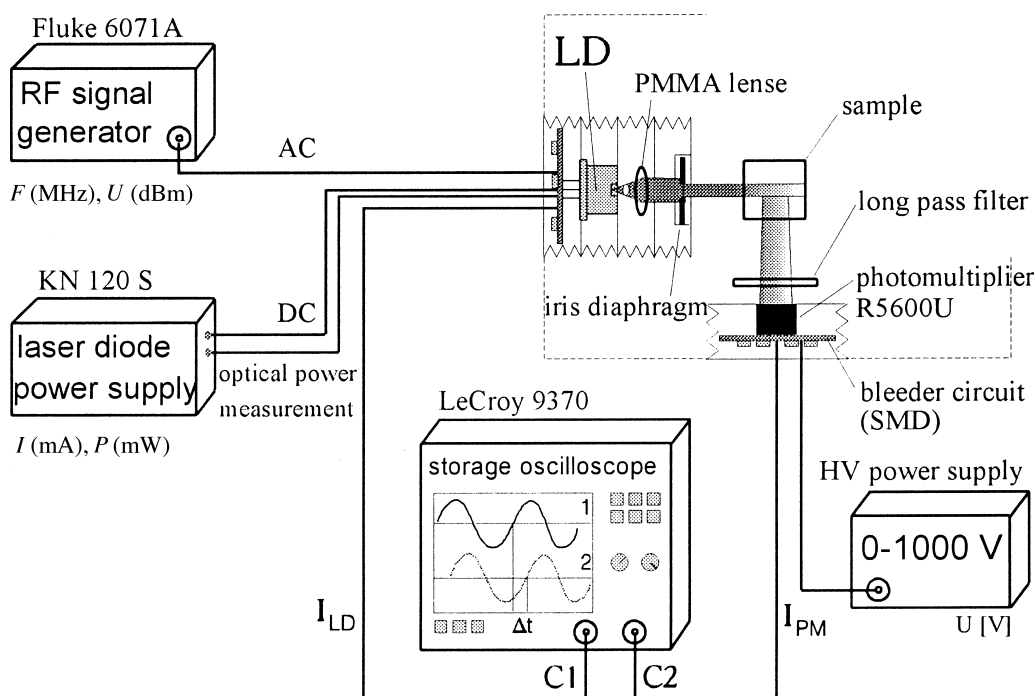 Fluke 6071A
RF signal
generator
F (MHz), U (dBm)
AC
LD
PMMA lense
sample
long pass filter
iris diaphragm
photomultiplier
R5600U
bleeder circuit
(SMD)
KN 120 S
laser diode
power supply
I (mA), P (mW)
DC
optical power
measurement
LeCroy 9370
storage oscilloscope
1
2
Δt
C1
C2
I_LD
I_PM
HV power supply
0-1000 V
U [V]